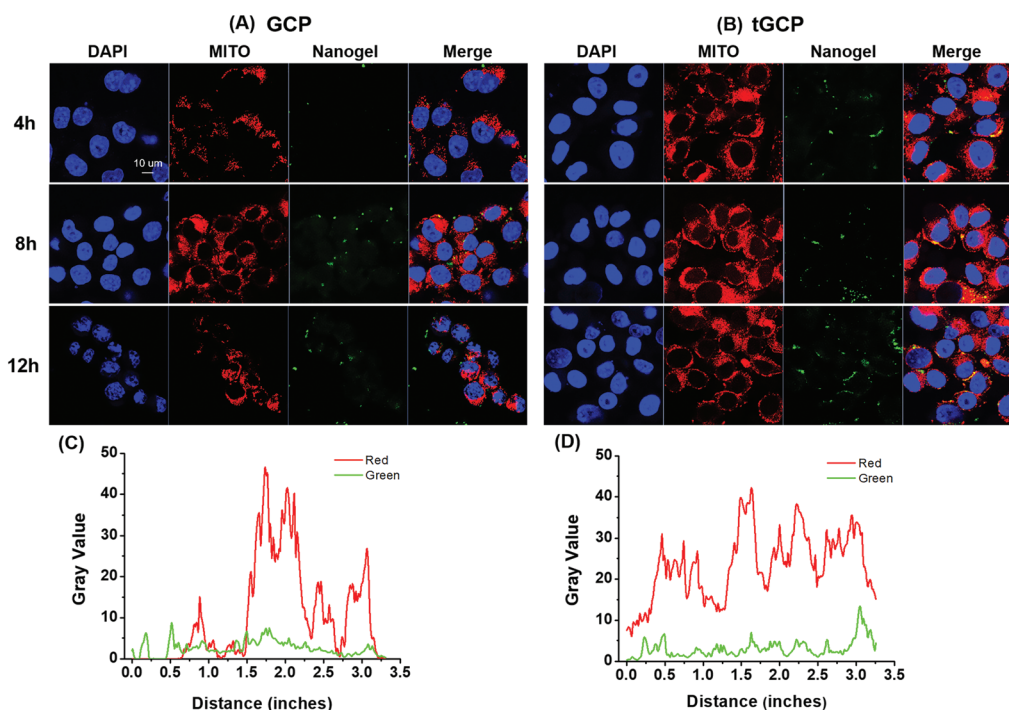 (A) GCP
DAPI MITO Nanogel Merge
4h
10 um
8h
12h
(B) tGCP
DAPI MITO Nanogel Merge
(C)
50
40
30
20
10
0
Gray Value
Red
Green
0.0 0.5 1.0 1.5 2.0 2.5 3.0 3.5
Distance (inches)
(D)
50
40
30
20
10
0
Gray Value
Red
Green
0.0 0.5 1.0 1.5 2.0 2.5 3.0 3.5
Distance (inches)